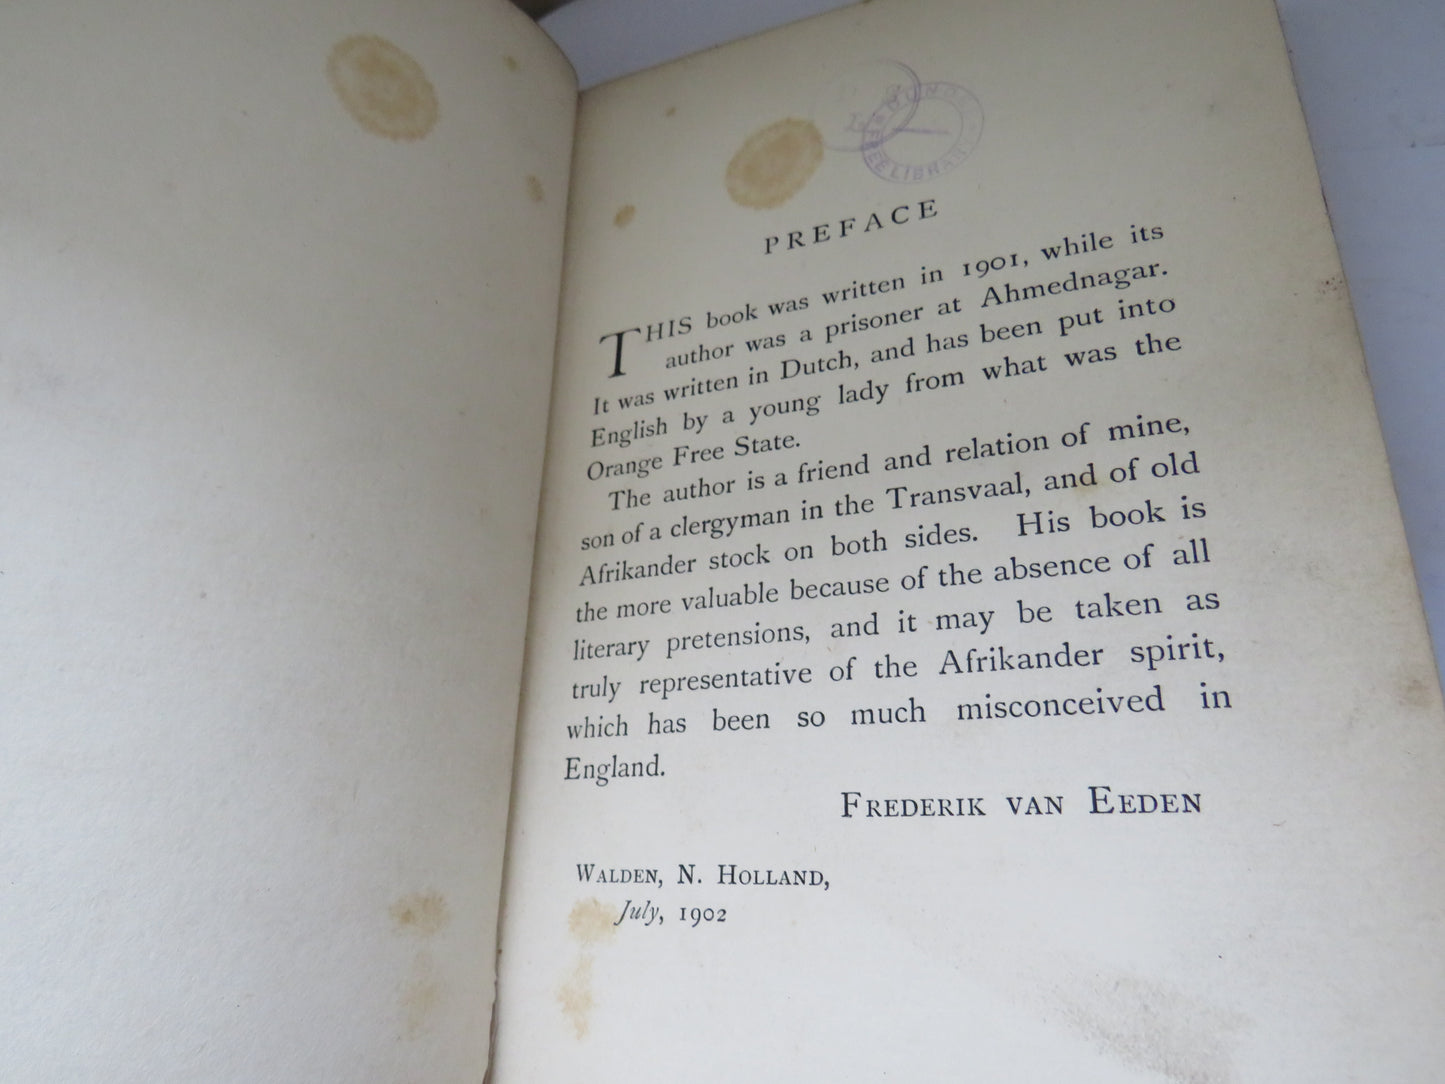 DUNDEE FREE LIBRARY
PREFACE
THIS book was written in 1901, while its
author was a prisoner at Ahmednagar.
It was written in Dutch, and has been put into
English by a young lady from what was the
Orange Free State.
The author is a friend and relation of mine,
son of a clergyman in the Transvaal, and of old
Afrikander stock on both sides. His book is
the more valuable because of the absence of all
literary pretensions, and it may be taken as
truly representative of the Afrikander spirit,
which has been so much misconceived in
England.
FREDERIK VAN EEDEN
WALDEN, N. HOLLAND,
July, 1902